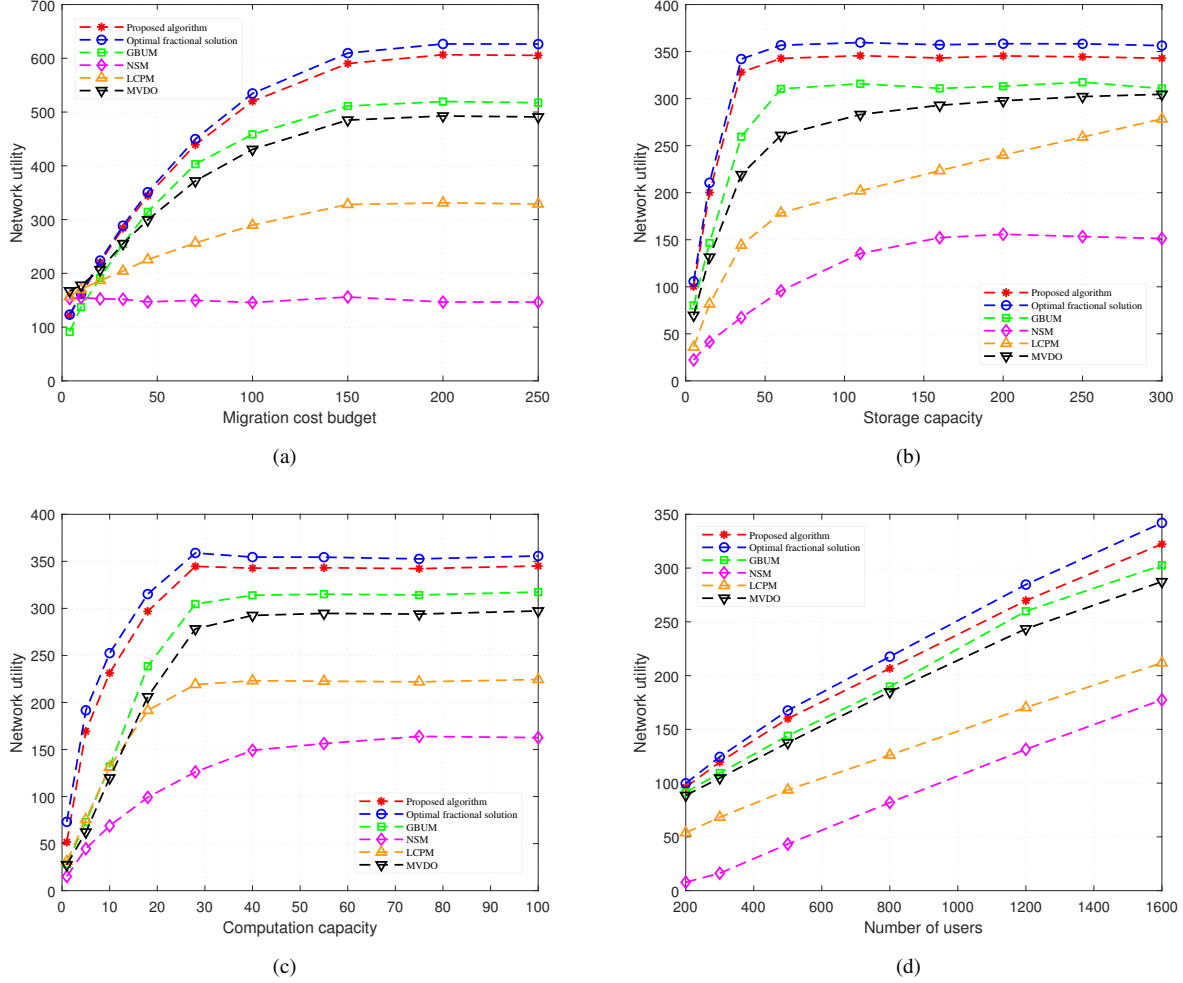 700
600
500
400
300
200
100
0
Network utility
0 50 100 150 200 250
Migration cost budget
Proposed algorithm
Optimal fractional solution
GBUM
NSM
LCPM
MVDO
(a)
400
350
300
250
200
150
100
50
0
Network utility
0 50 100 150 200 250 300
Storage capacity
Proposed algorithm
Optimal fractional solution
GBUM
NSM
LCPM
MVDO
(b)
400
350
300
250
200
150
100
50
0
Network utility
0 10 20 30 40 50 60 70 80 90 100
Computation capacity
Proposed algorithm
Optimal fractional solution
GBUM
NSM
LCPM
MVDO
(c)
350
300
250
200
150
100
50
0
Network utility
200 400 600 800 1000 1200 1400 1600
Number of users
Proposed algorithm
Optimal fractional solution
GBUM
NSM
LCPM
MVDO
(d)